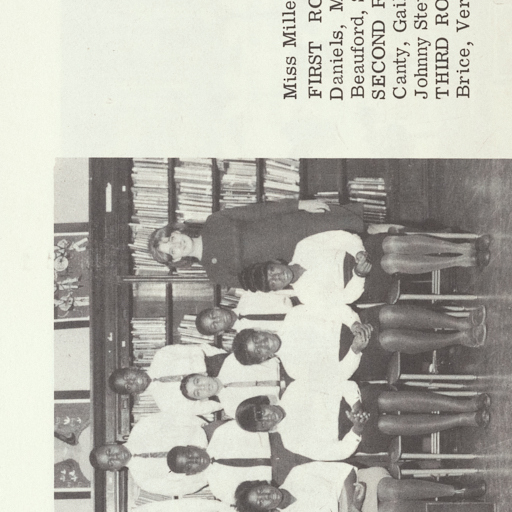 Miss Mille
FIRST RO
Daniels, M
Beauford,
SECOND
Canty, Gai
Johnny Ste
THIRD RO
Brice, Ver